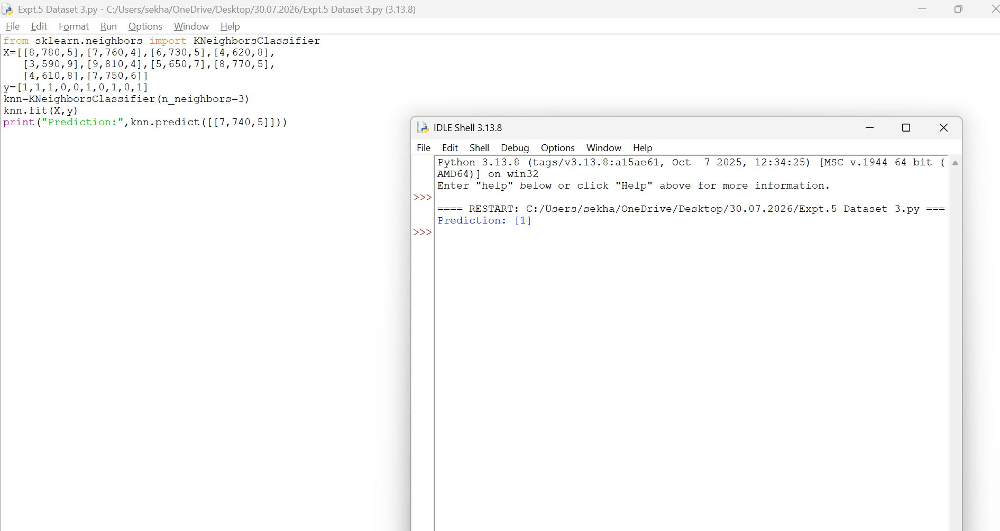 Expt.5 Dataset 3.py - C:/Users/sekha/OneDrive/Desktop/30.07.2026/Expt.5 Dataset 3.py (3.13.8)
File Edit Format Run Options Window Help
from sklearn.neighbors import KNeighborsClassifier
X=[[8,780,5],[7,760,4],[6,730,5],[4,620,8],
   [3,590,9],[9,810,4],[5,650,7],[8,770,5],
   [4,610,8],[7,750,6]]
y=[1,1,1,0,0,1,0,1,0,1]
knn=KNeighborsClassifier(n_neighbors=3)
knn.fit(X,y)
print("Prediction:",knn.predict([[7,740,5]]))
IDLE Shell 3.13.8
File Edit Shell Debug Options Window Help
Python 3.13.8 (tags/v3.13.8:a15ae61, Oct  7 2025, 12:34:25) [MSC v.1944 64 bit (
AMD64)] on win32
Enter "help" below or click "Help" above for more information.
>>>
==== RESTART: C:/Users/sekha/OneDrive/Desktop/30.07.2026/Expt.5 Dataset 3.py ===
Prediction: [1]
>>>